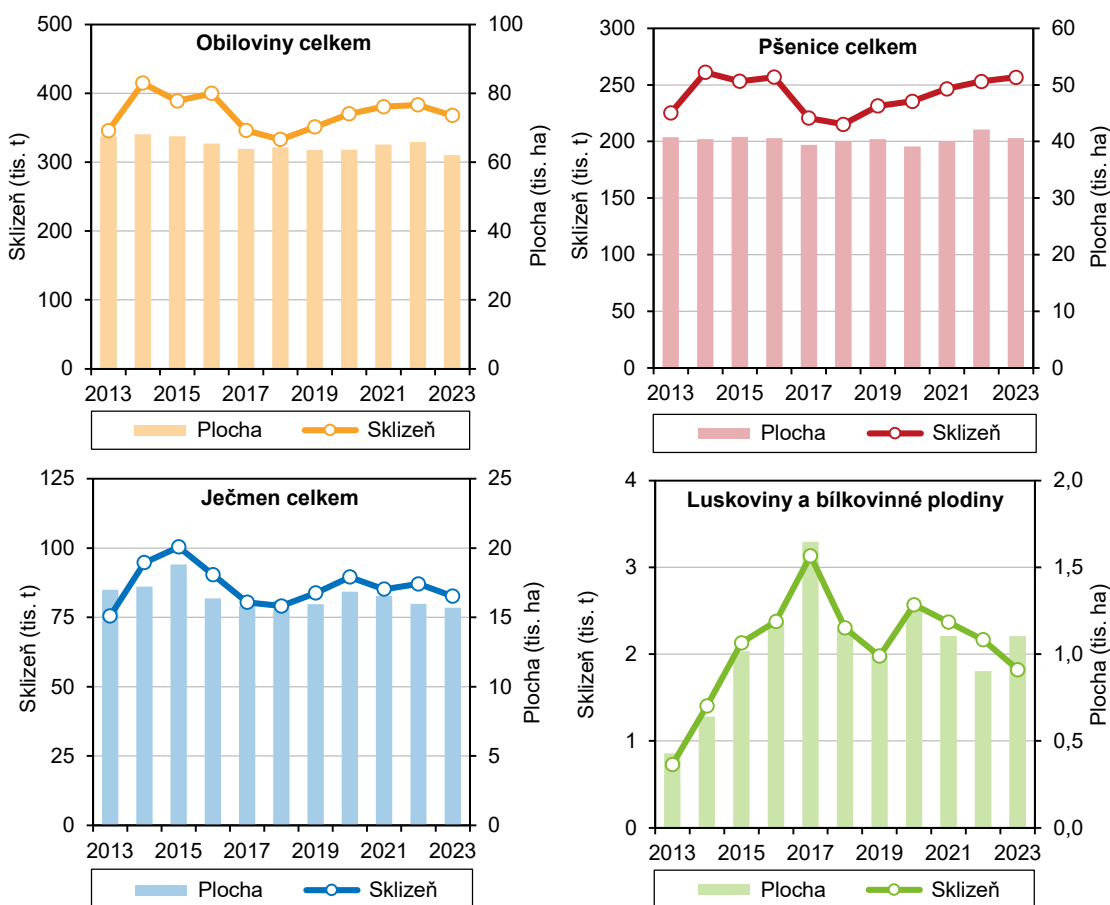 Obiloviny celkem
Sklizeň (tis. t)
500
400
300
200
100
0
Plocha (tis. ha)
100
80
60
40
20
0
2013 2015 2017 2019 2021 2023
Plocha Sklizeň
Pšenice celkem
Sklizeň (tis. t)
300
250
200
150
100
50
0
Plocha (tis. ha)
60
50
40
30
20
10
0
2013 2015 2017 2019 2021 2023
Plocha Sklizeň
Ječmen celkem
Sklizeň (tis. t)
125
100
75
50
25
0
Plocha (tis. ha)
25
20
15
10
5
0
2013 2015 2017 2019 2021 2023
Plocha Sklizeň
Luskoviny a bílkovinné plodiny
Sklizeň (tis. t)
4
3
2
1
0
Plocha (tis. ha)
2,0
1,5
1,0
0,5
0,0
2013 2015 2017 2019 2021 2023
Plocha Sklizeň